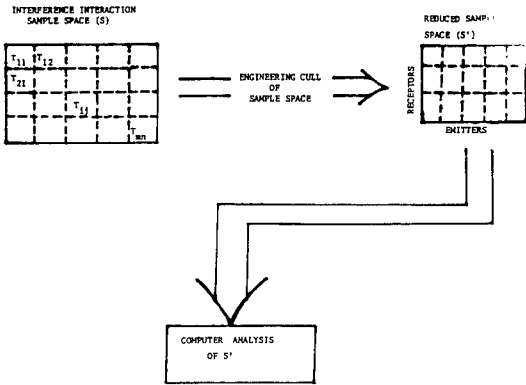 INTERFERENCE INTERACTION
SAMPLE SPACE (S)
T11 T12
T21
Tij
Tmn
ENGINEERING CULL
OF
SAMPLE SPACE
REDUCED
SPACE (S')
RECEPTORS
EMITTERS
COMPUTER ANALYSIS
OF S'